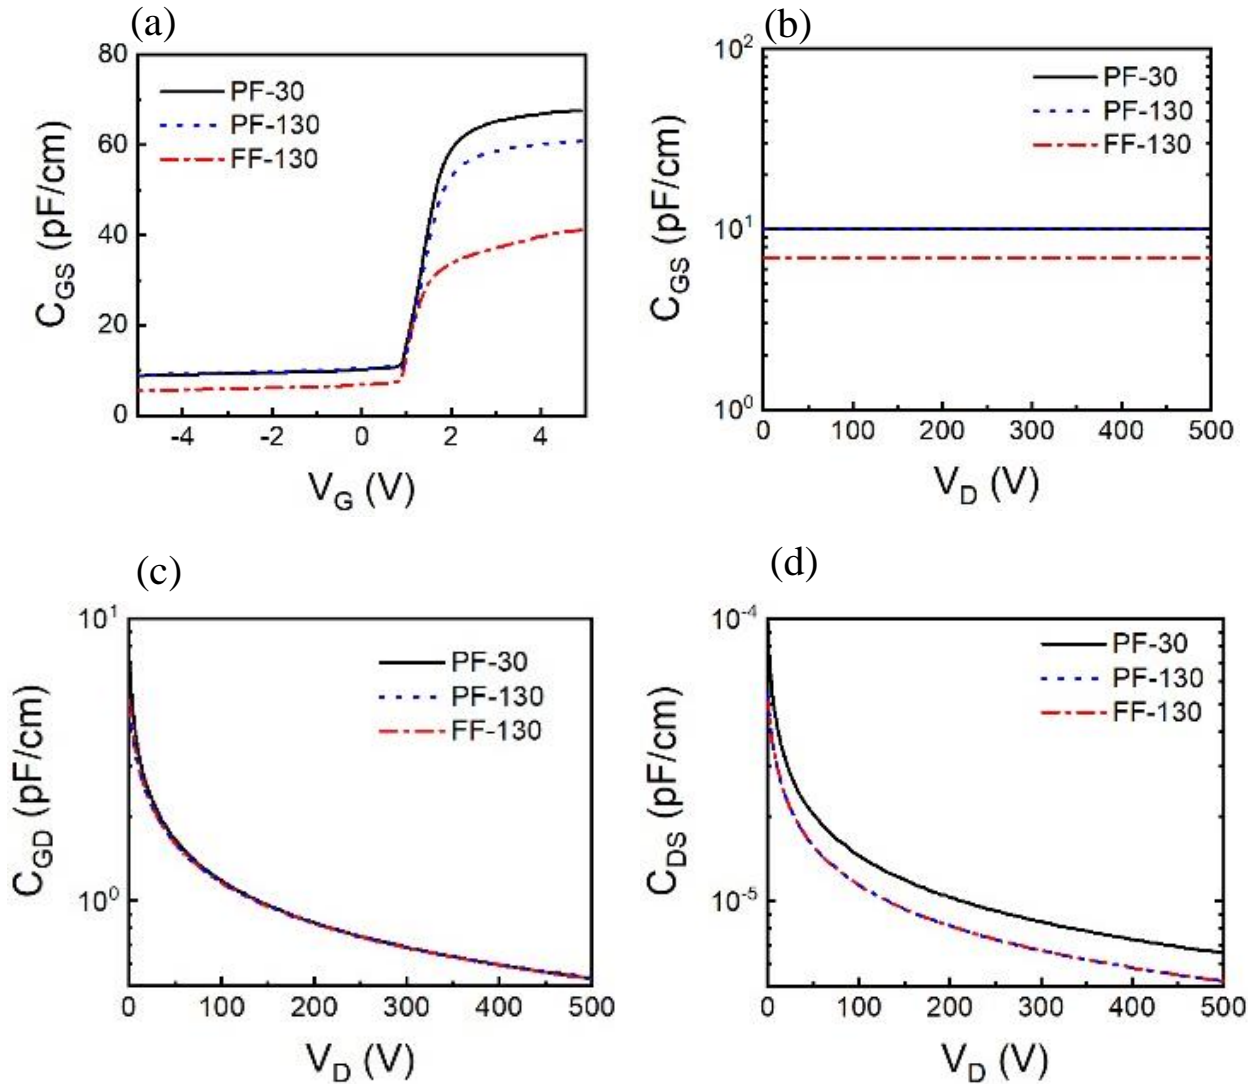 (a)
80
60
40
20
0
C_GS (pF/cm)
PF-30
PF-130
FF-130
-4 -2 0 2 4
V_G (V)
(b)
10^2
10^1
10^0
C_GS (pF/cm)
PF-30
PF-130
FF-130
0 100 200 300 400 500
V_D (V)
(c)
10^1
10^0
C_GD (pF/cm)
PF-30
PF-130
FF-130
0 100 200 300 400 500
V_D (V)
(d)
10^-4
10^-5
C_DS (pF/cm)
PF-30
PF-130
FF-130
0 100 200 300 400 500
V_D (V)